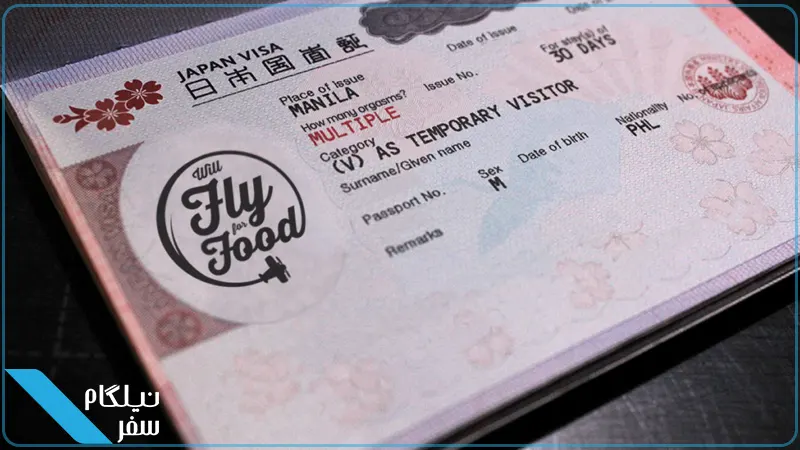 JAPAN VISA
日本国査証
Place of Issue
MANILA
Date of Issue
Issue No.
For stay(s) of
30 DAYS
How many orgasms?
MULTIPLE
Category
(V) AS TEMPORARY VISITOR
Surname/Given name
Passport No.
Sex
M
Date of birth
Nationality
PHL
Remarks
Will
Fly
for
Food
نیلگام
سفر